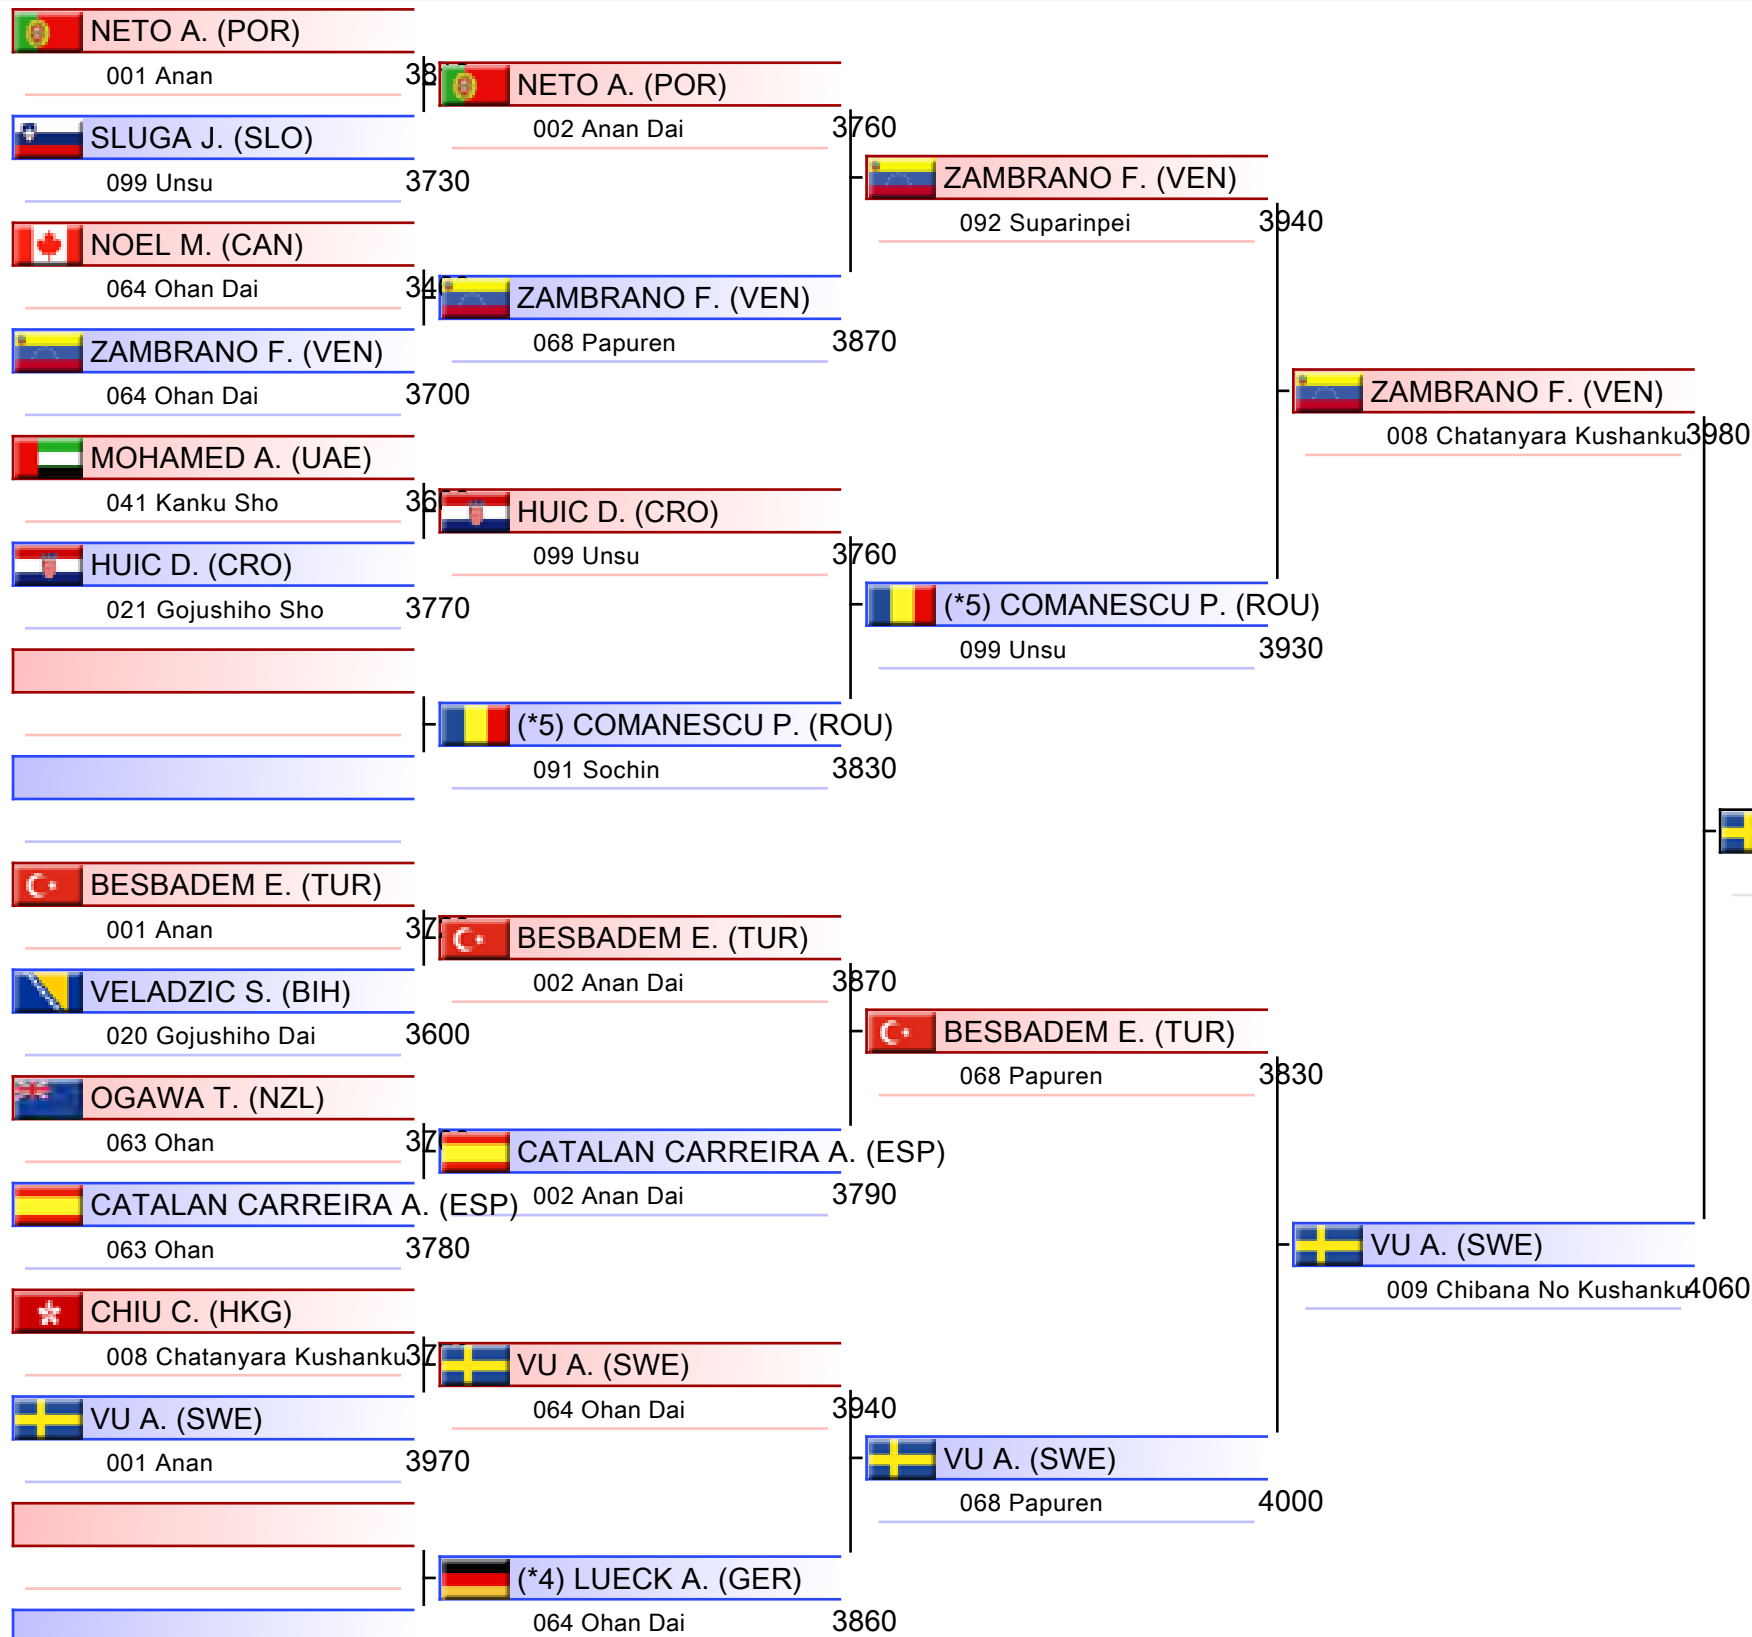 NETO A. (POR)
001 Anan
SLUGA J. (SLO)
099 Unsu 3730
NOEL M. (CAN)
064 Ohan Dai
ZAMBRANO F. (VEN)
064 Ohan Dai 3700
MOHAMED A. (UAE)
041 Kanku Sho
HUIC D. (CRO)
021 Gojushiho Sho 3770
BESBADEM E. (TUR)
001 Anan
VELADZIC S. (BIH)
020 Gojushiho Dai 3600
OGAWA T. (NZL)
063 Ohan
CATALAN CARREIRA A. (ESP)
063 Ohan 3780
CHIU C. (HKG)
008 Chatanyara Kushanku
VU A. (SWE)
001 Anan 3970
NETO A. (POR)
002 Anan Dai 3760
ZAMBRANO F. (VEN)
068 Papuren 3870
HUIC D. (CRO)
099 Unsu 3760
(*5) COMANESCU P. (ROU)
091 Sochin 3830
BESBADEM E. (TUR)
002 Anan Dai 3870
CATALAN CARREIRA A. (ESP)
002 Anan Dai 3790
VU A. (SWE)
064 Ohan Dai 3940
(*4) LUECK A. (GER)
064 Ohan Dai 3860
ZAMBRANO F. (VEN)
092 Suparinpei 3940
(*5) COMANESCU P. (ROU)
099 Unsu 3930
BESBADEM E. (TUR)
068 Papuren 3830
VU A. (SWE)
068 Papuren 4000
ZAMBRANO F. (VEN)
008 Chatanyara Kushanku 3980
VU A. (SWE)
009 Chibana No Kushanku 4060